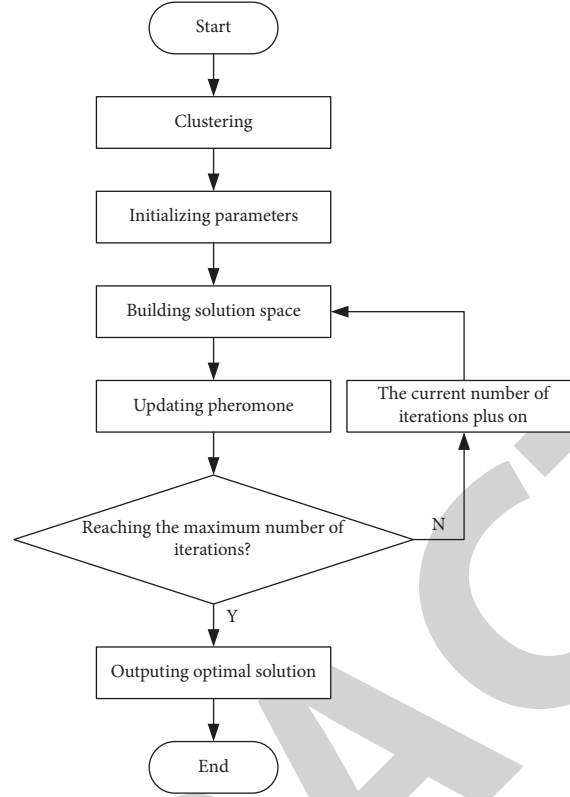 Start
Clustering
Initializing parameters
Building solution space
Updating pheromone
The current number of
iterations plus on
Reaching the maximum number of
iterations?
N
Y
Outputing optimal solution
End